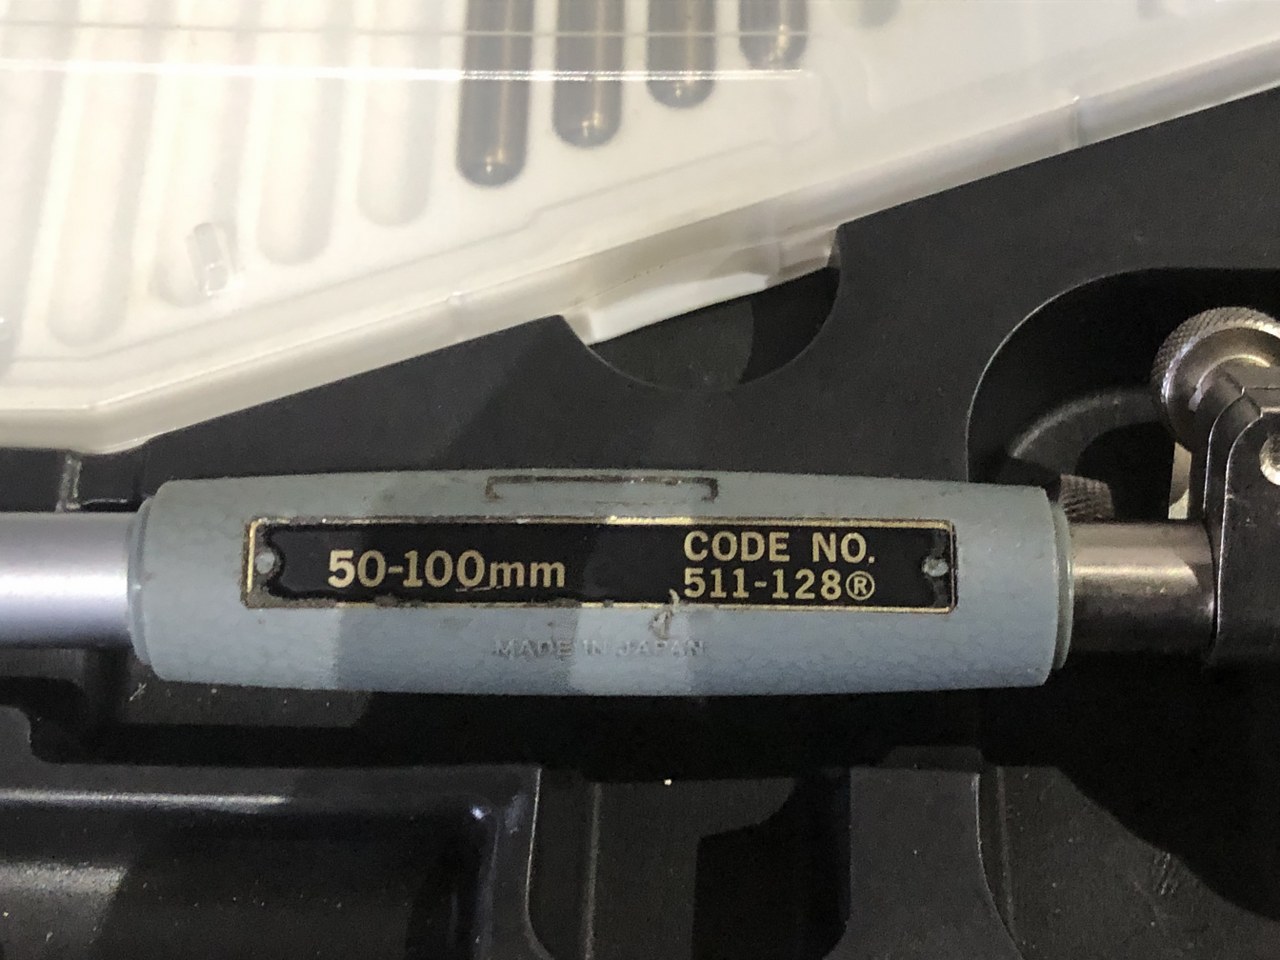 50-100mm
CODE NO.
511-128®
MADE IN JAPAN